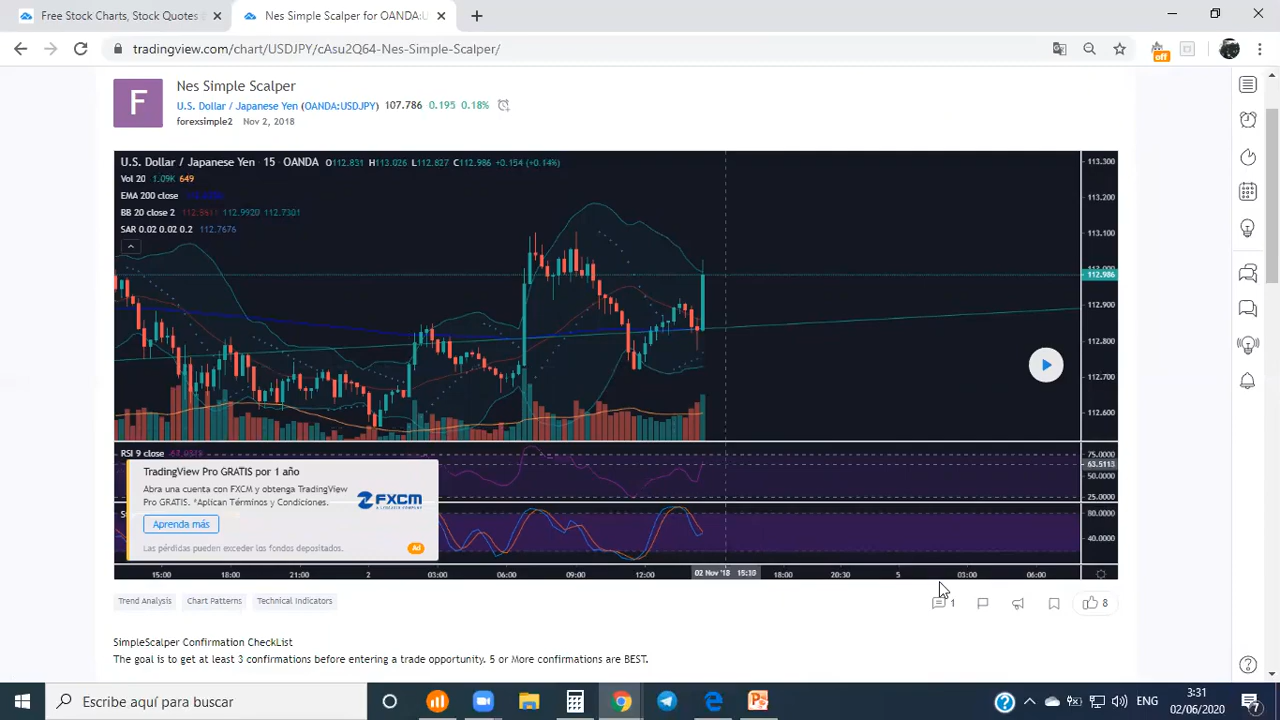 Free Stock Charts, Stock Quotes
Nes Simple Scalper for OANDA:U
tradingview.com/chart/USDJPY/cAsu2Q64-Nes-Simple-Scalper/
off
F
Nes Simple Scalper
U.S. Dollar / Japanese Yen (OANDA:USDJPY) 107.786 0.195 0.18%
forexsimple2 Nov 2, 2018
U.S. Dollar / Japanese Yen 15 OANDA O112.831 H113.026 L112.827 C112.986 +0.154 (+0.14%)
Vol 20 1.09K 649
EMA 200 close
BB 20 close 2 112.9920 112.7301
SAR 0.02 0.02 0.2 112.7676
113.300
113.200
113.100
112.986
112.900
112.800
112.700
112.600
RSI 9 close
75.0000
63.5113
50.0000
25.0000
80.0000
40.0000
TradingView Pro GRATIS por 1 año
Abra una cuenta con FXCM y obtenga TradingView
Pro GRATIS. *Aplican Términos y Condiciones.
FXCM
Aprenda más
Las pérdidas pueden exceder los fondos depositados.
Ad
15:00 18:00 21:00 2 03:00 06:00 09:00 12:00 02 Nov '18 15:30 18:00 20:30 5 03:00 06:00
Trend Analysis Chart Patterns Technical Indicators
1 8
SimpleScalper Confirmation CheckList
The goal is to get at least 3 confirmations before entering a trade opportunity. 5 or More confirmations are BEST.
Escribe aquí para buscar
ENG
3:31
02/06/2020
7